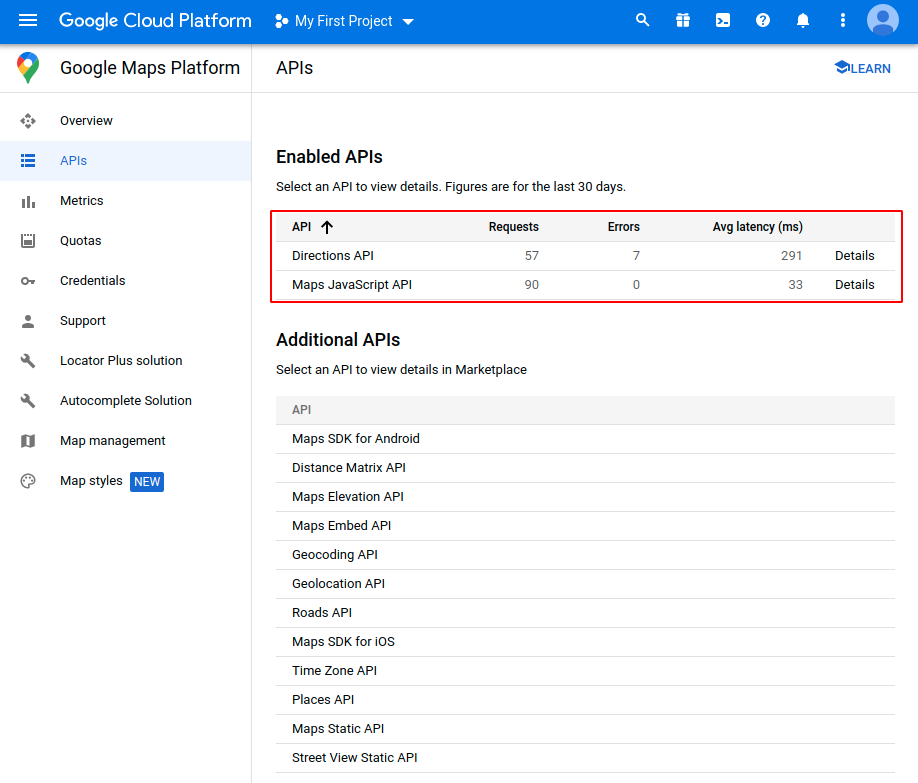 Google Cloud Platform My First Project
Google Maps Platform APIs LEARN
Overview
APIs
Metrics
Quotas
Credentials
Support
Locator Plus solution
Autocomplete Solution
Map management
Map styles NEW
Enabled APIs
Select an API to view details. Figures are for the last 30 days.
API Requests Errors Avg latency (ms)
Directions API 57 7 291 Details
Maps JavaScript API 90 0 33 Details
Additional APIs
Select an API to view details in Marketplace
API
Maps SDK for Android
Distance Matrix API
Maps Elevation API
Maps Embed API
Geocoding API
Geolocation API
Roads API
Maps SDK for iOS
Time Zone API
Places API
Maps Static API
Street View Static API